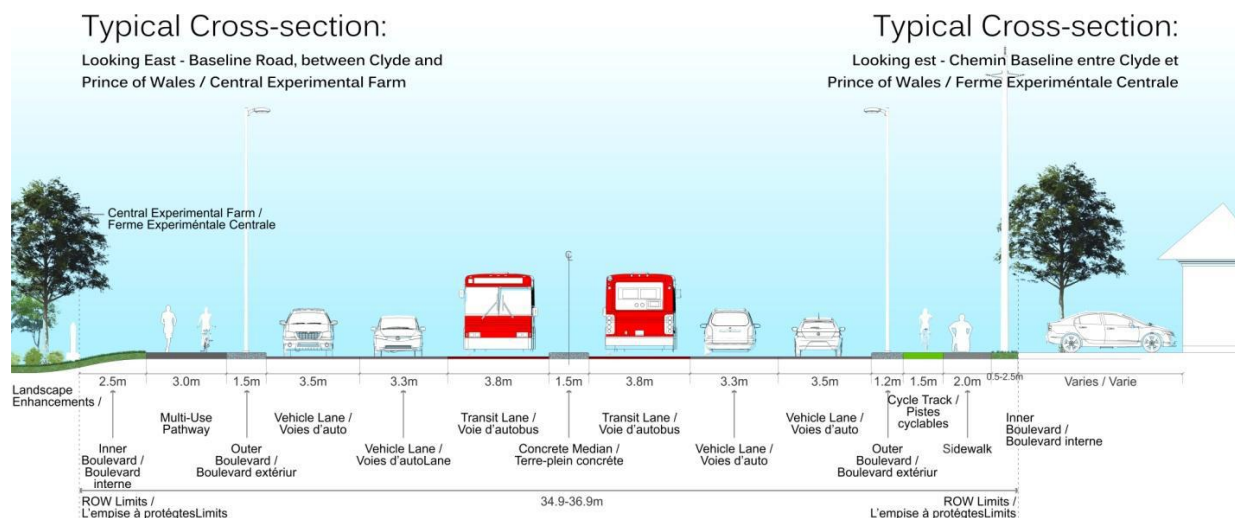 Typical Cross-section:
Looking East - Baseline Road, between Clyde and
Prince of Wales / Central Experimental Farm
Typical Cross-section:
Looking est - Chemin Baseline entre Clyde et
Prince of Wales / Ferme Expériméntale Centrale
Central Experimental Farm /
Ferme Expériméntale Centrale
2.5m
3.0m
1.5m
3.5m
3.3m
3.8m
1.5m
3.8m
3.3m
3.5m
1.2m
1.5m
2.0m
0.5-2.5m
Varies / Varie
Landscape
Enhancements /
Inner
Boulevard /
Boulevard
interne
Multi-Use
Pathway
Outer
Boulevard /
Boulevard extériur
Vehicle Lane /
Voies d'auto
Vehicle Lane /
Voies d'autoLane
Transit Lane /
Voie d'autobus
Concrete Median /
Terre-plein concrète
Transit Lane /
Voie d'autobus
Vehicle Lane /
Voies d'auto
Vehicle Lane /
Voies d'auto
Outer
Boulevard /
Boulevard extériur
Cycle Track /
Pistes
cyclables
Sidewalk
Inner
Boulevard /
Boulevard interne
ROW Limits /
L'empise à protégtesLimits
34.9-36.9m
ROW Limits /
L'empise à protégtesLimits